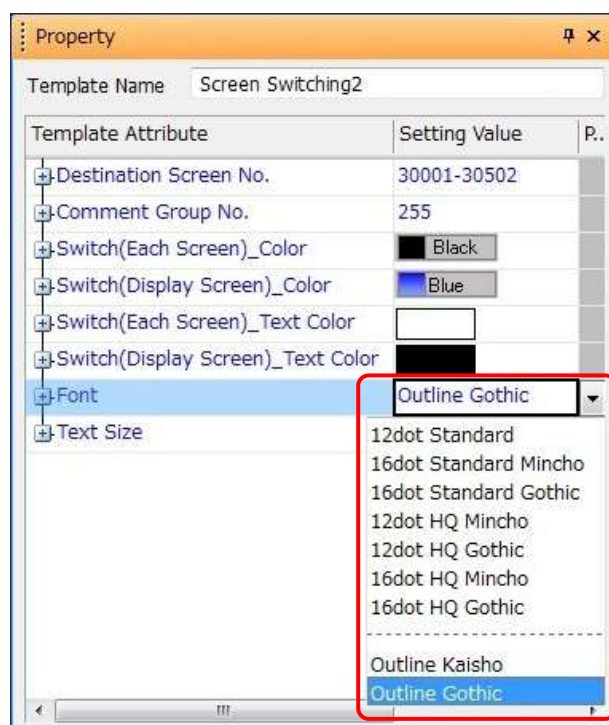 Property
Template Name Screen Switching2
Template Attribute Setting Value P..
Destination Screen No. 30001-30502
Comment Group No. 255
Switch(Each Screen)_Color Black
Switch(Display Screen)_Color Blue
Switch(Each Screen)_Text Color
Switch(Display Screen)_Text Color
Font Outline Gothic
Text Size
12dot Standard
16dot Standard Mincho
16dot Standard Gothic
12dot HQ Mincho
12dot HQ Gothic
16dot HQ Mincho
16dot HQ Gothic
Outline Kaisho
Outline Gothic